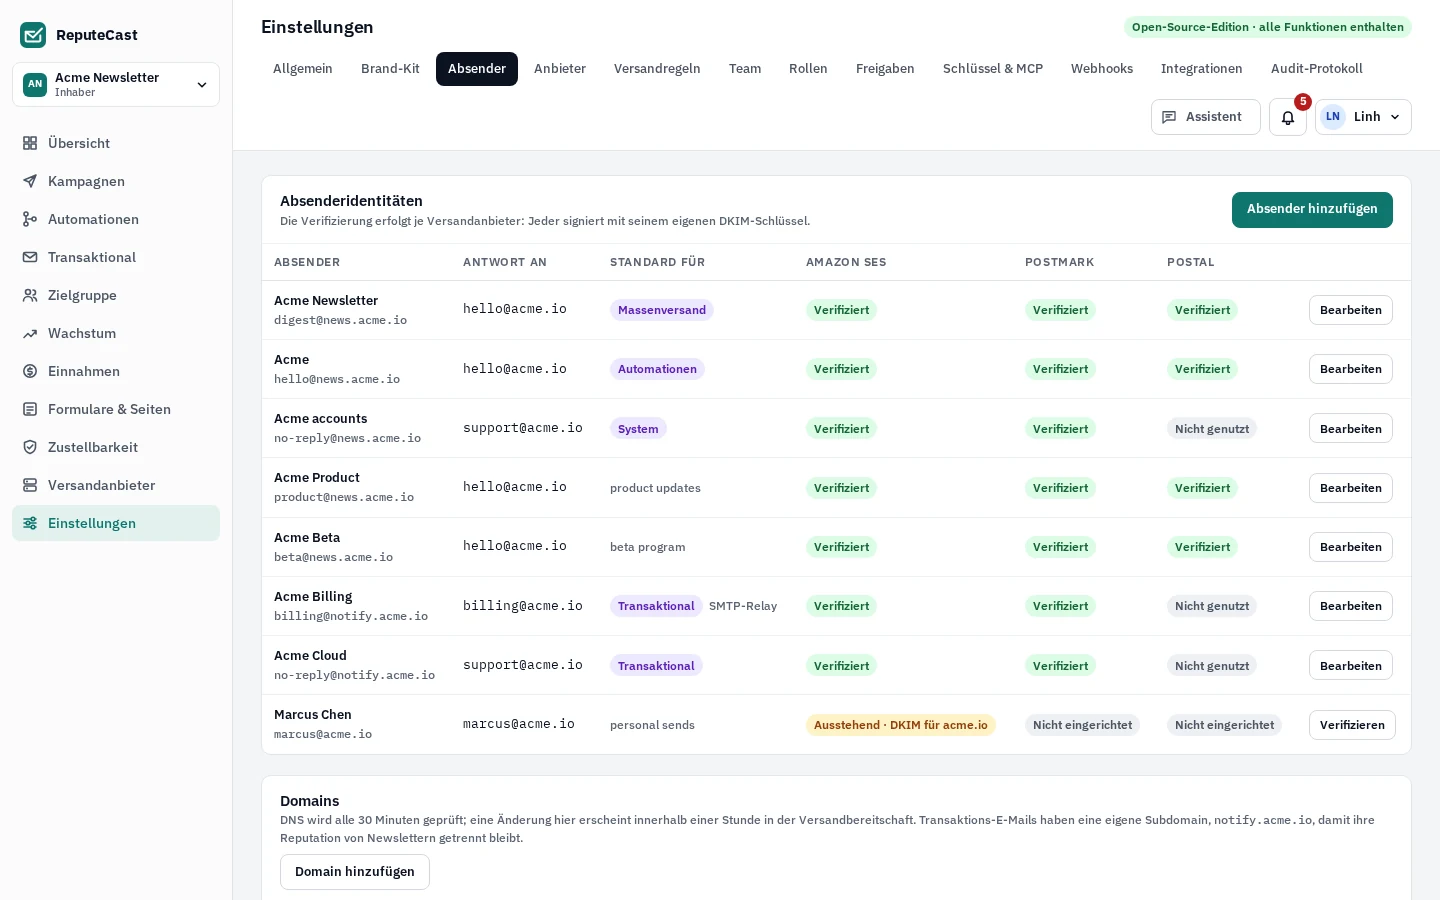 ReputeCast
AN
Acme Newsletter
Inhaber
Übersicht
Kampagnen
Automationen
Transaktional
Zielgruppe
Wachstum
Einnahmen
Formulare & Seiten
Zustellbarkeit
Versandanbieter
Einstellungen
Einstellungen
Open-Source-Edition · alle Funktionen enthalten
Allgemein Brand-Kit Absender Anbieter Versandregeln Team Rollen Freigaben Schlüssel & MCP Webhooks Integrationen Audit-Protokoll
Assistent 5 LN Linh
Absenderidentitäten
Die Verifizierung erfolgt je Versandanbieter: Jeder signiert mit seinem eigenen DKIM-Schlüssel.
Absender hinzufügen
ABSENDER ANTWORT AN STANDARD FÜR AMAZON SES POSTMARK POSTAL
Acme Newsletter
digest@news.acme.io
hello@acme.io Massenversand Verifiziert Verifiziert Verifiziert Bearbeiten
Acme
hello@news.acme.io
hello@acme.io Automationen Verifiziert Verifiziert Verifiziert Bearbeiten
Acme accounts
no-reply@news.acme.io
support@acme.io System Verifiziert Verifiziert Nicht genutzt Bearbeiten
Acme Product
product@news.acme.io
hello@acme.io product updates Verifiziert Verifiziert Verifiziert Bearbeiten
Acme Beta
beta@news.acme.io
hello@acme.io beta program Verifiziert Verifiziert Verifiziert Bearbeiten
Acme Billing
billing@notify.acme.io
billing@acme.io Transaktional SMTP-Relay Verifiziert Verifiziert Nicht genutzt Bearbeiten
Acme Cloud
no-reply@notify.acme.io
support@acme.io Transaktional Verifiziert Verifiziert Nicht genutzt Bearbeiten
Marcus Chen
marcus@acme.io
marcus@acme.io personal sends Ausstehend · DKIM für acme.io Nicht eingerichtet Nicht eingerichtet Verifizieren
Domains
DNS wird alle 30 Minuten geprüft; eine Änderung hier erscheint innerhalb einer Stunde in der Versandbereitschaft. Transaktions-E-Mails haben eine eigene Subdomain, notify.acme.io, damit ihre
Reputation von Newslettern getrennt bleibt.
Domain hinzufügen